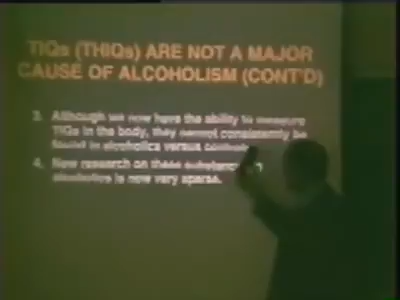 TIQs (THIQs) ARE NOT A MAJOR
CAUSE OF ALCOHOLISM (CONT'D)
3. Although we now have the ability to measure
TIQs in the body, they cannot consistently be
found in alcoholics versus controls.
4. New research on these substances in
alcoholics is now very sparse.